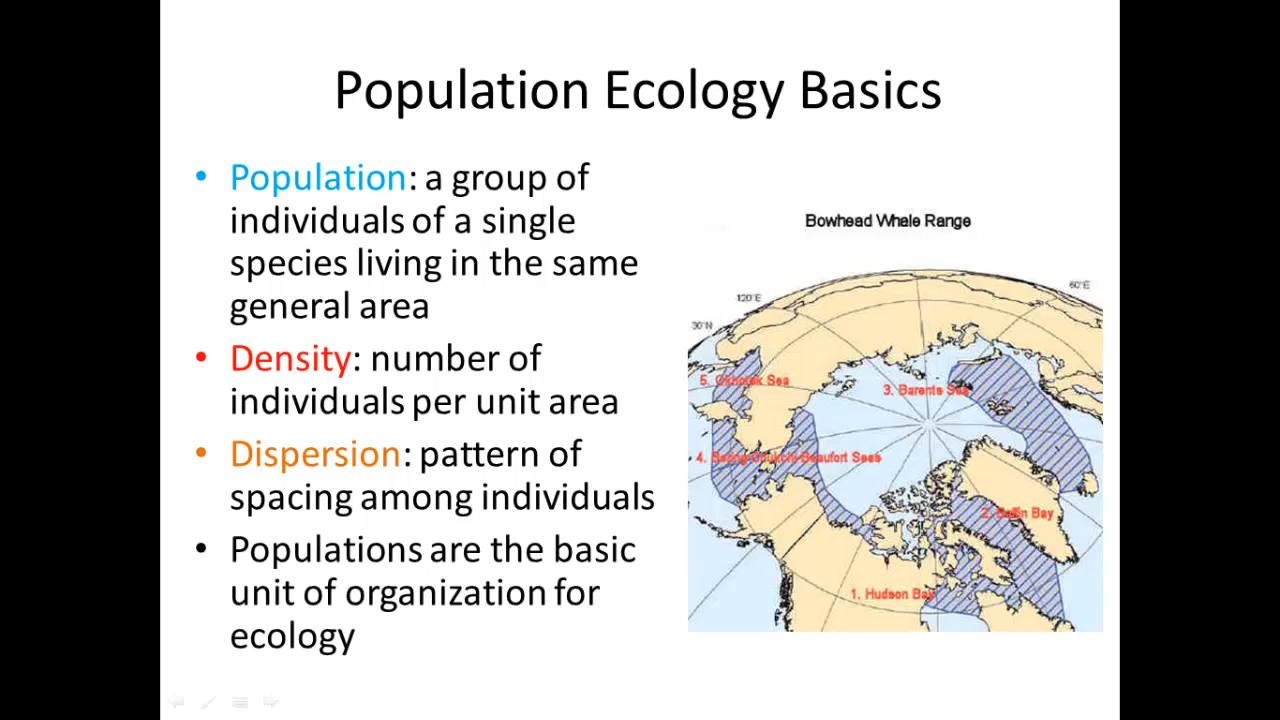 Population Ecology Basics
• Population: a group of
individuals of a single
species living in the same
general area
• Density: number of
individuals per unit area
• Dispersion: pattern of
spacing among individuals
• Populations are the basic
unit of organization for
ecology
Bowhead Whale Range
120°E
60°E
30°N
5. Okhotsk Sea
3. Barents Sea
4. Bering-Chukchi-Beaufort Seas
2. Baffin Bay
1. Hudson Bay